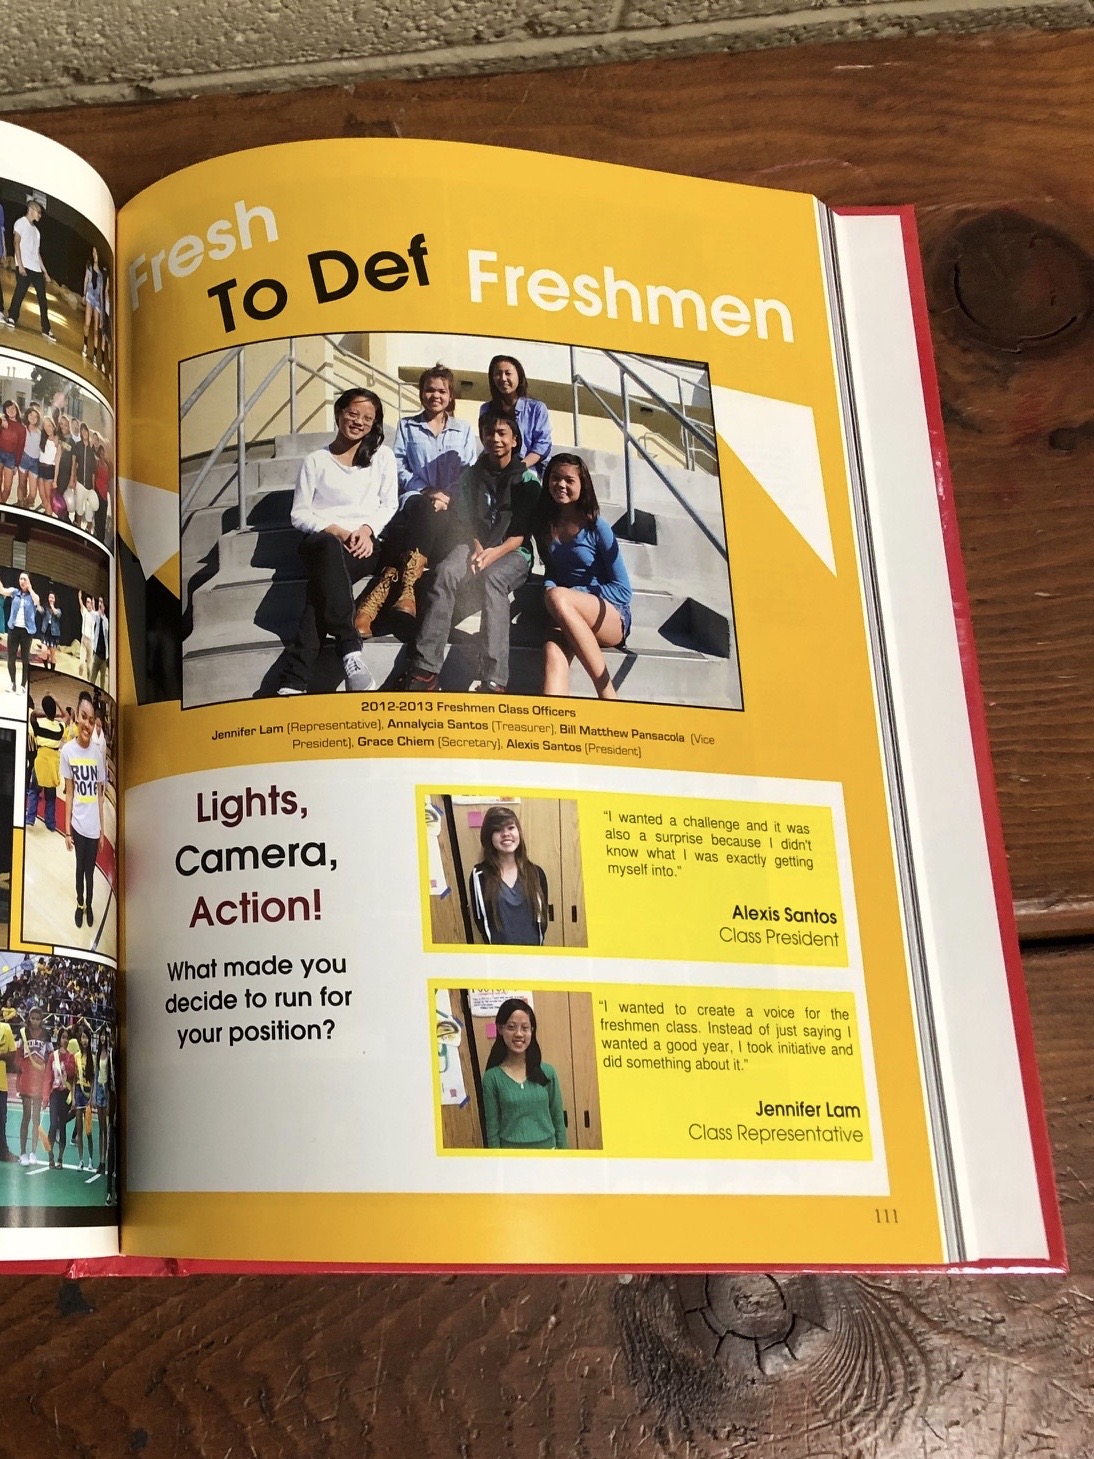 Fresh
To Def
Freshmen
2012-2013 Freshmen Class Officers
Jennifer Lam (Representative), Annalycia Santos (Treasurer), Bill Matthew Pansacola (Vice
President), Grace Chiem (Secretary), Alexis Santos (President)
Lights,
Camera,
Action!
What made you
decide to run for
your position?
"I wanted a challenge and it was
also a surprise because I didn't
know what I was exactly getting
myself into."
Alexis Santos
Class President
"I wanted to create a voice for the
freshmen class. Instead of just saying I
wanted a good year, I took initiative and
did something about it."
Jennifer Lam
Class Representative
111
RUN